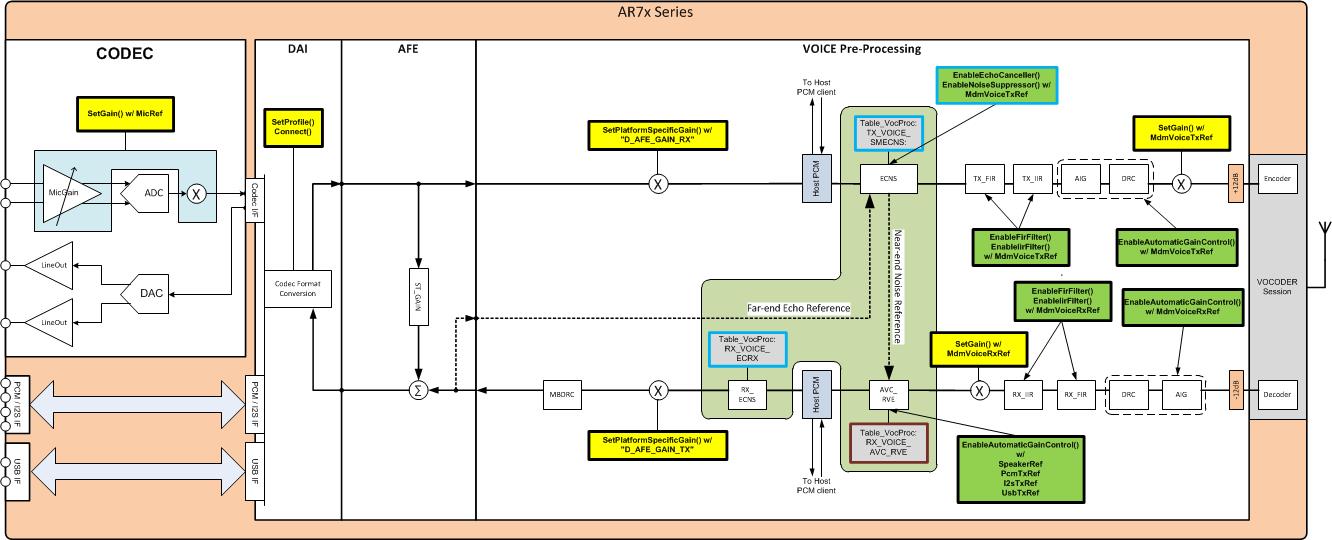 AR7x Series
CODEC
DAI
AFE
VOICE Pre-Processing
SetGain() w/ MicRef
MicGain
ADC
X
LineOut
LineOut
DAC
Codec I/F
PCM / I2S IF
PCM / I2S IF
USB IF
USB IF
SetProfile()
Connect()
Codec Format
Conversion
ST_GAIN
Σ
SetPlatformSpecificGain() w/
"D_AFE_GAIN_RX"
X
To Host
PCM client
Host PCM
Table_VocProc:
TX_VOICE_
SMECNS:
ECNS
EnableEchoCanceller()
EnableNoiseSuppressor() w/
MdmVoiceTxRef
TX_FIR
TX_IIR
AIG
DRC
SetGain() w/
MdmVoiceTxRef
X
+12dB
Encoder
EnableFirFilter()
EnableIirFilter()
w/ MdmVoiceTxRef
EnableAutomaticGainControl()
w/ MdmVoiceTxRef
Near-end Noise Reference
Far-end Echo Reference
VOCODER
Session
EnableFirFilter()
EnableIirFilter()
w/ MdmVoiceRxRef
EnableAutomaticGainControl()
w/ MdmVoiceRxRef
Table_VocProc:
RX_VOICE_
ECRX
SetGain() w/
MdmVoiceRxRef
MBDRC
X
RX_
ECNS
Host PCM
AVC_
RVE
X
RX_IIR
RX_FIR
DRC
AIG
-12dB
Decoder
SetPlatformSpecificGain() w/
"D_AFE_GAIN_TX"
Table_VocProc:
RX_VOICE_
AVC_RVE
EnableAutomaticGainControl()
w/
SpeakerRef
PcmTxRef
I2sTxRef
UsbTxRef
To Host
PCM client